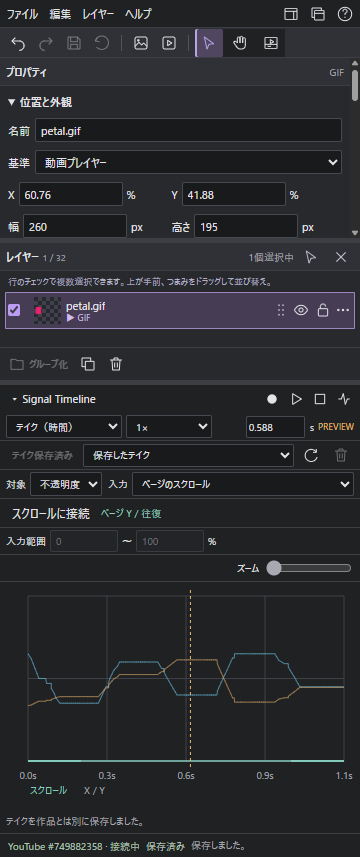 ファイル 編集 レイヤー ヘルプ
プロパティ GIF
▼ 位置と外観
名前 petal.gif
基準 動画プレイヤー
X 60.76 % Y 41.88 %
幅 260 px 高さ 195 px
レイヤー 1 / 32 1個選択中
行のチェックで複数選択できます。上が手前、つまみをドラッグして並び替え。
petal.gif
▶ GIF
グループ化
Signal Timeline
テイク（時間） 1× 0.588 s PREVIEW
テイク保存済み 保存したテイク
対象 不透明度 入力 ページのスクロール
スクロールに接続 ページ Y / 往復
入力範囲 0 〜 100 %
ズーム
0.0s 0.3s 0.6s 0.9s 1.1s
スクロール X / Y
テイクを作品とは別に保存しました。
YouTube #749882358・接続中 保存済み 保存しました。